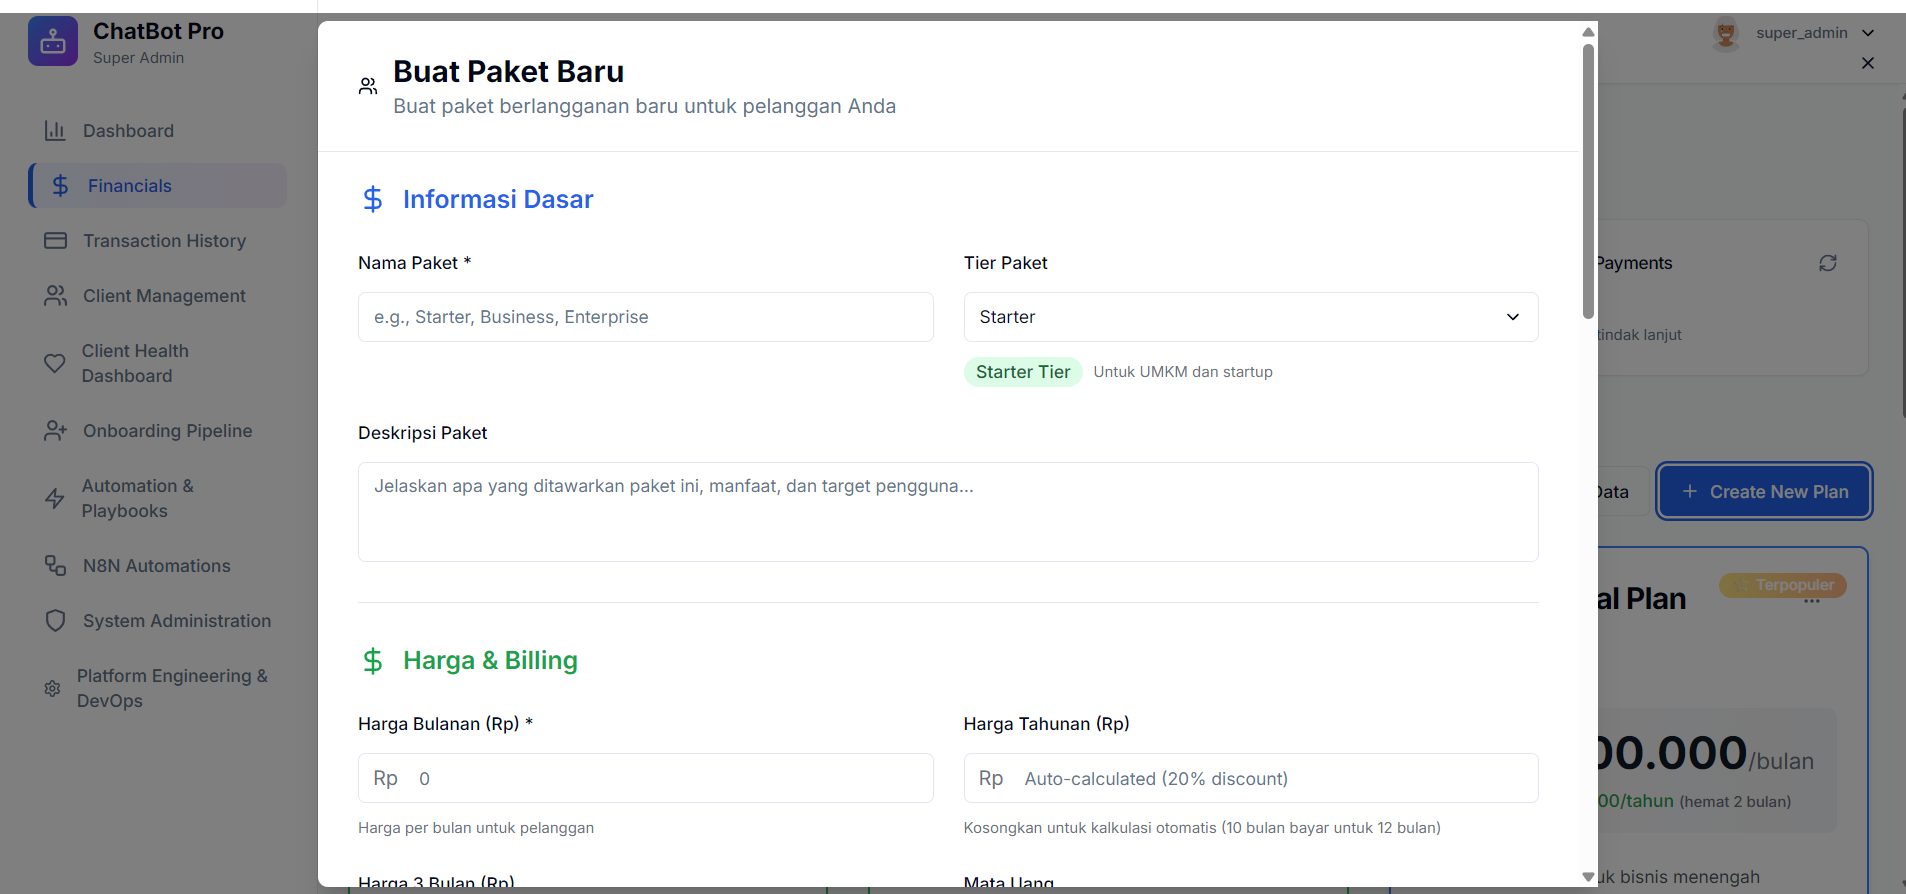 ChatBot Pro
Super Admin
Dashboard
Financials
Transaction History
Client Management
Client Health
Dashboard
Onboarding Pipeline
Automation &
Playbooks
N8N Automations
System Administration
Platform Engineering &
DevOps
Buat Paket Baru
Buat paket berlangganan baru untuk pelanggan Anda
Informasi Dasar
Nama Paket *
e.g., Starter, Business, Enterprise
Tier Paket
Starter
Starter Tier
Untuk UMKM dan startup
Deskripsi Paket
Jelaskan apa yang ditawarkan paket ini, manfaat, dan target pengguna...
Harga & Billing
Harga Bulanan (Rp) *
Rp 0
Harga per bulan untuk pelanggan
Harga Tahunan (Rp)
Rp Auto-calculated (20% discount)
Kosongkan untuk kalkulasi otomatis (10 bulan bayar untuk 12 bulan)
Harga 3 Bulan (Rp)
Mata Uang
super_admin
Payments
tindak lanjut
Data
Create New Plan
al Plan
Terpopuler
00.000/bulan
00/tahun (hemat 2 bulan)
uk bisnis menengah